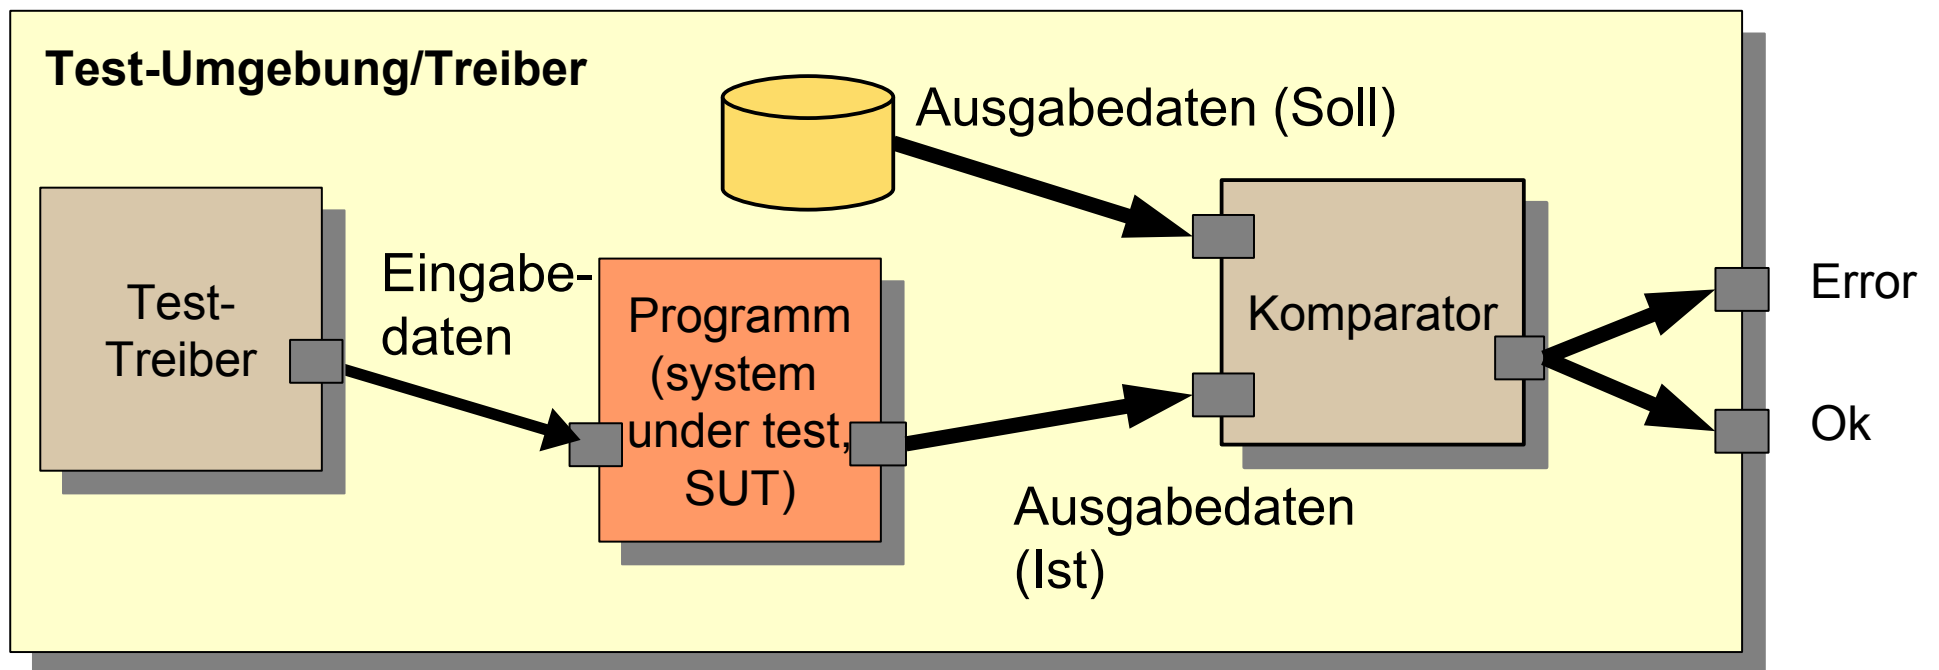 Test-Umgebung/Treiber
Ausgabedaten (Soll)
Test-
Treiber
Eingabe-
daten
Programm
(system
under test,
SUT)
Komparator
Ausgabedaten
(Ist)
Error
Ok